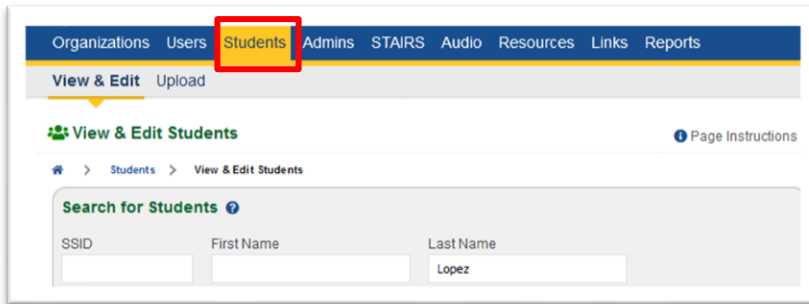 Organizations Users Students Admins STAIRS Audio Resources Links Reports
View & Edit Upload
View & Edit Students
Page Instructions
> Students > View & Edit Students
Search for Students
SSID First Name Last Name
Lopez